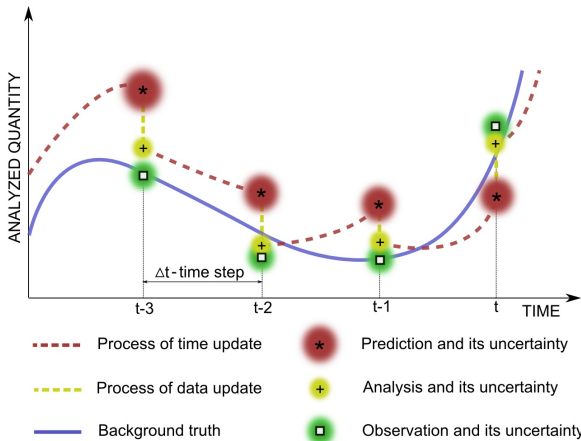 ANALYZED QUANTITY
Δt - time step
t-3
t-2
t-1
t
TIME
Process of time update
Prediction and its uncertainty
Process of data update
Analysis and its uncertainty
Background truth
Observation and its uncertainty